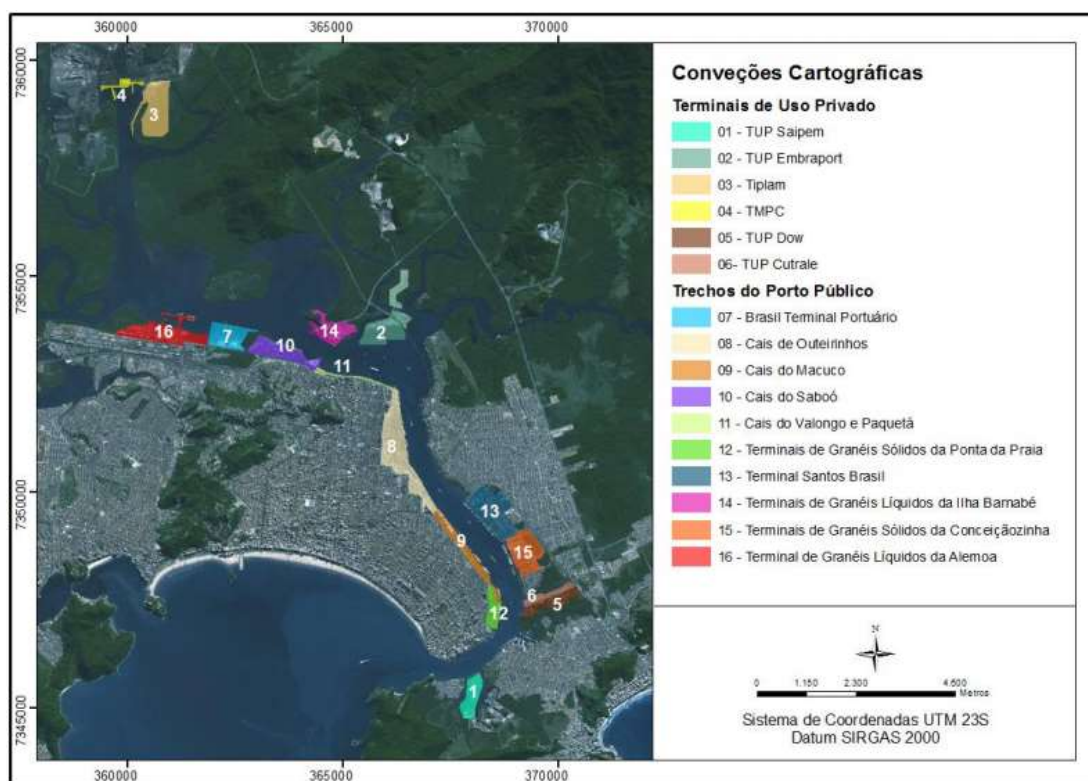 360000 365000 370000
7360000
7355000
7350000
7345000
4
3
16
7
10
14
2
11
8
13
9
15
6
5
12
1
360000 365000 370000
Conveções Cartográficas
Terminais de Uso Privado
01 - TUP Saipem
02 - TUP Embraport
03 - Tiplam
04 - TMPC
05 - TUP Dow
06- TUP Cutrale
Trechos do Porto Público
07 - Brasil Terminal Portuário
08 - Cais de Outeirinhos
09 - Cais do Macuco
10 - Cais do Saboó
11 - Cais do Valongo e Paquetá
12 - Terminais de Granéis Sólidos da Ponta da Praia
13 - Terminal Santos Brasil
14 - Terminais de Granéis Líquidos da Ilha Barnabé
15 - Terminais de Granéis Sólidos da Conceiçãozinha
16 - Terminal de Granéis Líquidos da Alemoa
N
0 1.150 2.300 4.600
Metros
Sistema de Coordenadas UTM 23S
Datum SIRGAS 2000